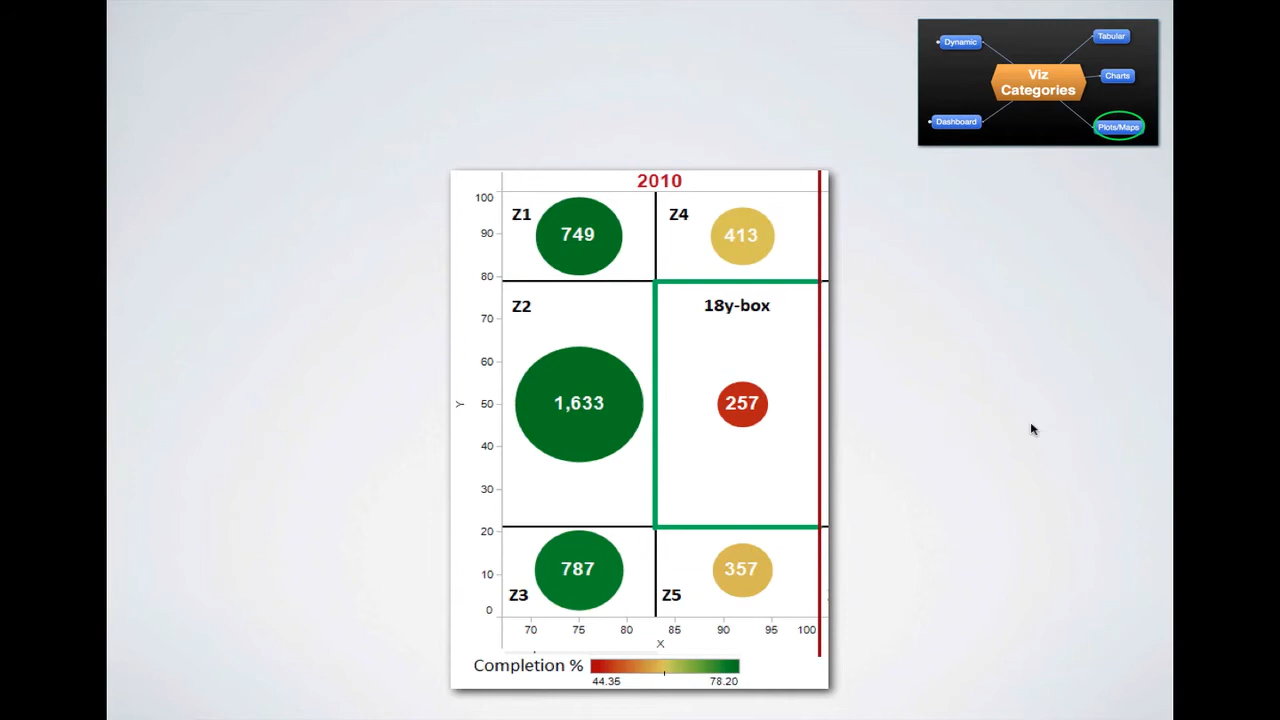 Dynamic
Tabular
Viz
Categories
Charts
Dashboard
Plots/Maps
2010
100
90
80
70
60
50
40
30
20
10
0
Y
Z1
749
Z4
413
Z2
18y-box
1,633
257
787
357
Z3
Z5
70
75
80
85
90
95
100
X
Completion %
44.35
78.20